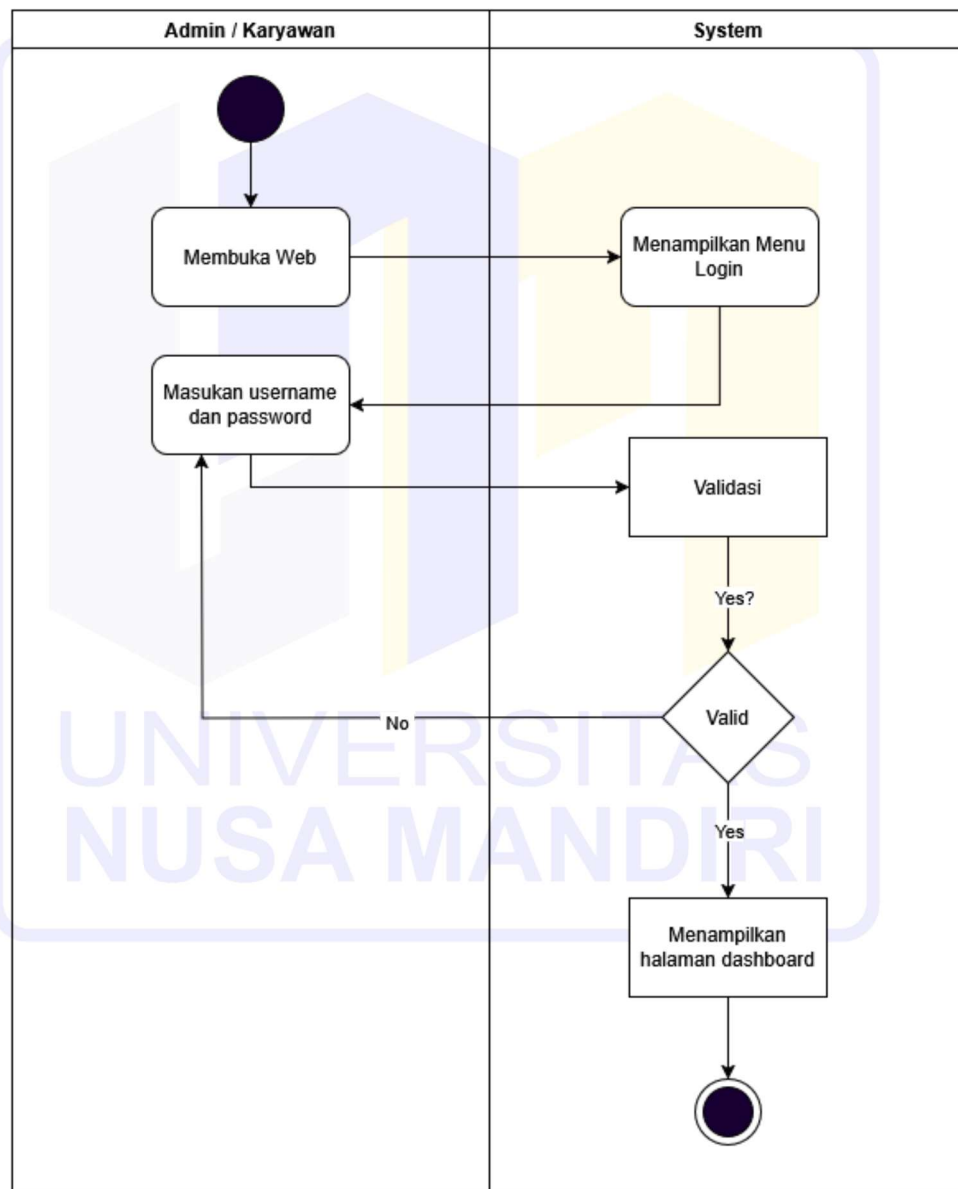 Admin / Karyawan
System
Membuka Web
Menampilkan Menu
Login
Masukan username
dan password
Validasi
Yes?
Valid
No
UNIVERSITAS
NUSA MANDIRI
Yes
Menampilkan
halaman dashboard